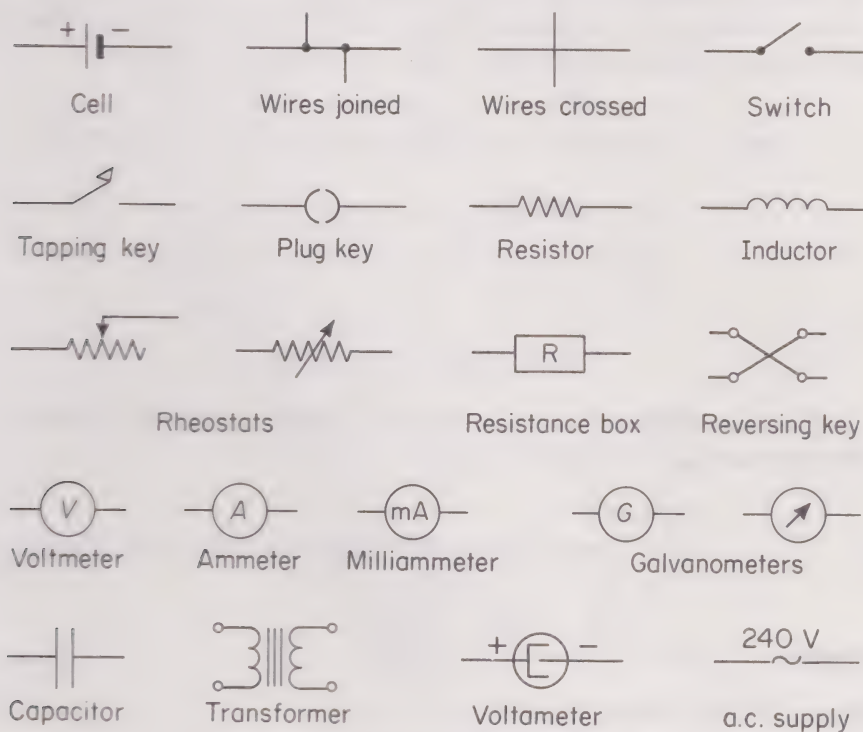 + −
Cell Wires joined Wires crossed Switch
Tapping key Plug key Resistor Inductor
R
Rheostats Resistance box Reversing key
V A mA G
Voltmeter Ammeter Milliammeter Galvanometers
+ − 240 V
Capacitor Transformer Voltameter a.c. supply